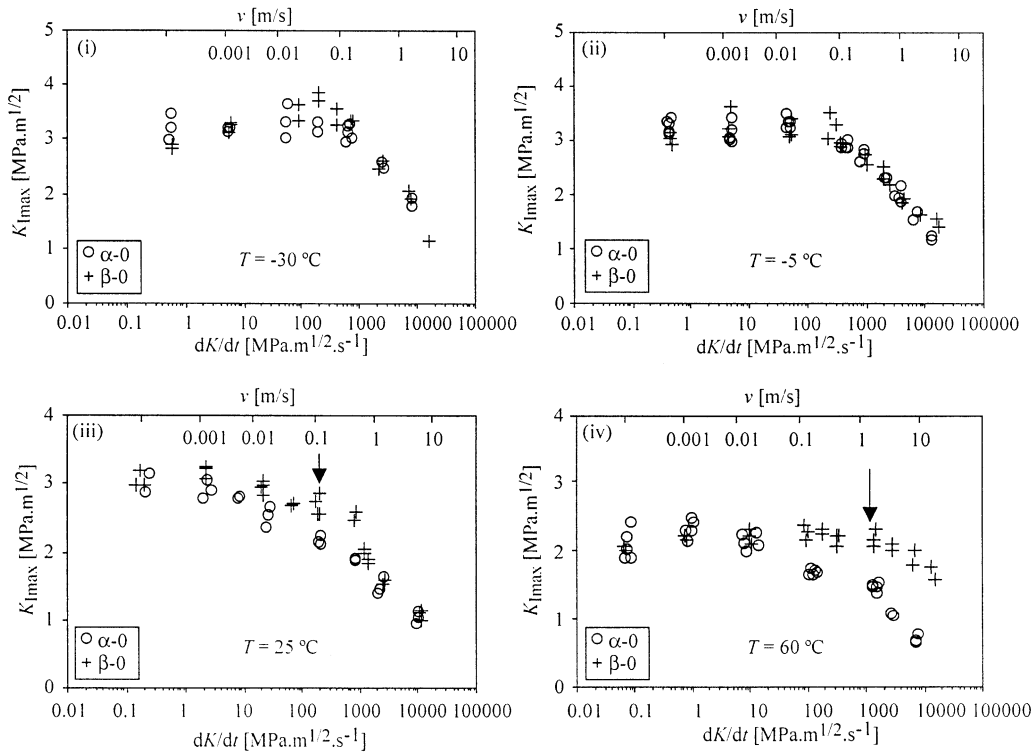 v [m/s]
0.001 0.01 0.1 1 10
(i)
5
4
3
2
1
0
K_Imax [MPa.m^1/2]
○ α-0
+ β-0
T = -30 ºC
0.01 0.1 1 10 100 1000 10000 100000
dK/dt [MPa.m^1/2.s^-1]
v [m/s]
0.001 0.01 0.1 1 10
(ii)
5
4
3
2
1
0
K_Imax [MPa.m^1/2]
○ α-0
+ β-0
T = -5 ºC
0.01 0.1 1 10 100 1000 10000 100000
dK/dt [MPa.m^1/2.s^-1]
v [m/s]
0.001 0.01 0.1 1 10
(iii)
4
3
2
1
0
K_Imax [MPa.m^1/2]
○ α-0
+ β-0
T = 25 ºC
0.01 0.1 1 10 100 1000 10000 100000
dK/dt [MPa.m^1/2.s^-1]
v [m/s]
0.001 0.01 0.1 1 10
(iv)
4
3
2
1
0
K_Imax [MPa.m^1/2]
○ α-0
+ β-0
T = 60 ºC
0.01 0.1 1 10 100 1000 10000 100000
dK/dt [MPa.m^1/2.s^-1]